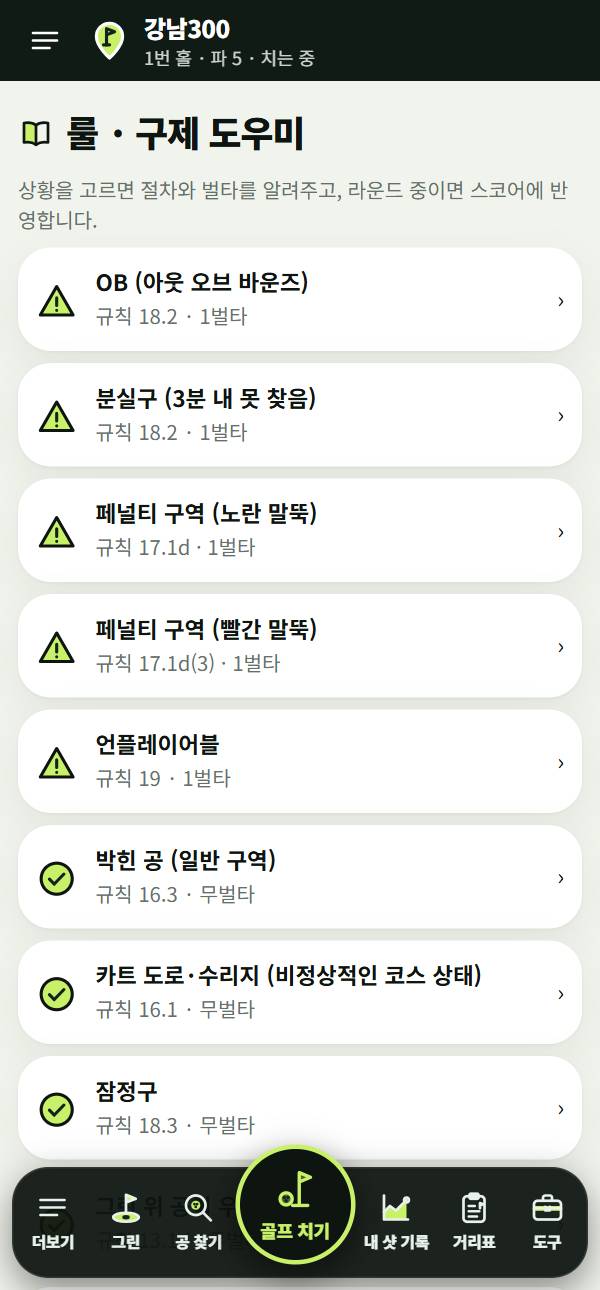 강남300
1번 홀 · 파 5 · 치는 중
룰 · 구제 도우미
상황을 고르면 절차와 벌타를 알려주고, 라운드 중이면 스코어에 반
영합니다.
OB (아웃 오브 바운즈)
규칙 18.2 · 1벌타
›
분실구 (3분 내 못 찾음)
규칙 18.2 · 1벌타
›
페널티 구역 (노란 말뚝)
규칙 17.1d · 1벌타
›
페널티 구역 (빨간 말뚝)
규칙 17.1d(3) · 1벌타
›
언플레이어블
규칙 19 · 1벌타
›
박힌 공 (일반 구역)
규칙 16.3 · 무벌타
›
카트 도로·수리지 (비정상적인 코스 상태)
규칙 16.1 · 무벌타
›
잠정구
규칙 18.3 · 무벌타
›
더보기
그린
공 찾기
골프 치기
내 샷 기록
거리표
도구